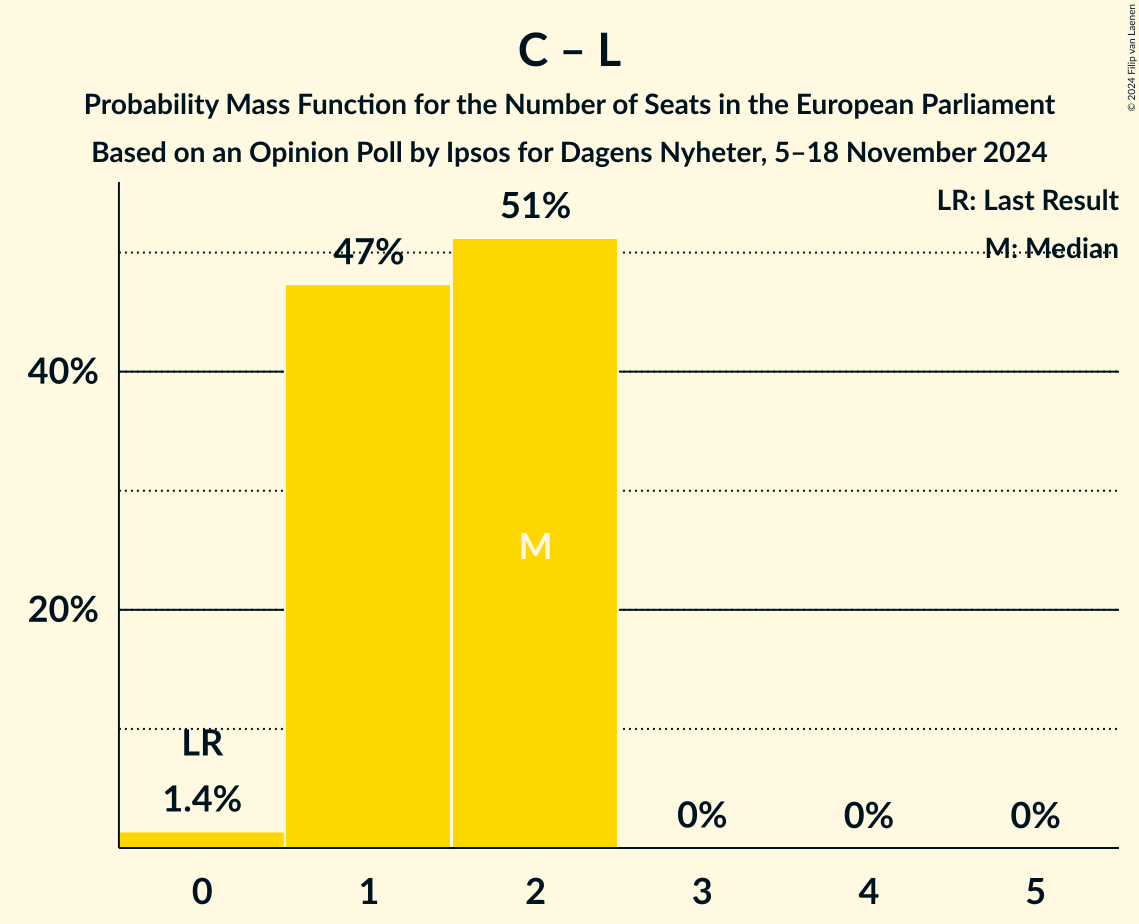 C – L
Probability Mass Function for the Number of Seats in the European Parliament
Based on an Opinion Poll by Ipsos for Dagens Nyheter, 5–18 November 2024
© 2024 Filip van Laenen
LR: Last Result
M: Median
51%
47%
40%
M
20%
LR
1.4%
0%
0%
0%
0
1
2
3
4
5